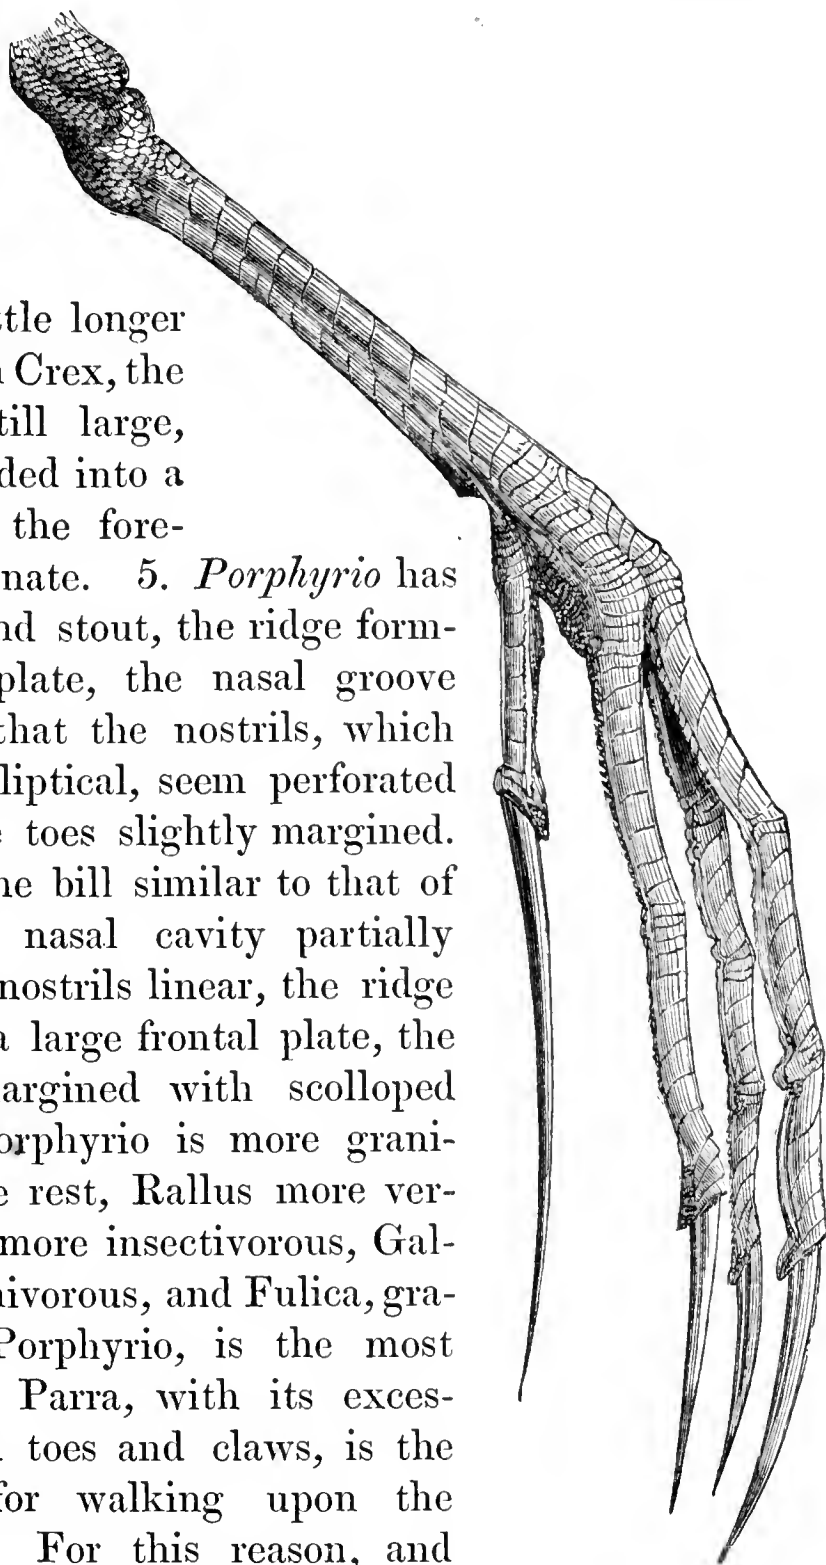 tle longer
Crex, the
till large,
ded into a
the fore-
nate. 5. Porphyrio has
nd stout, the ridge form-
plate, the nasal groove
that the nostrils, which
liptical, seem perforated
e toes slightly margined.
he bill similar to that of
nasal cavity partially
nostrils linear, the ridge
a large frontal plate, the
argined with scolloped
orphyrio is more grani-
e rest, Rallus more ver-
more insectivorous, Gal-
nivorous, and Fulica, gra-
Porphyrio, is the most
Parra, with its exces-
toes and claws, is the
for walking upon the
For this reason, and